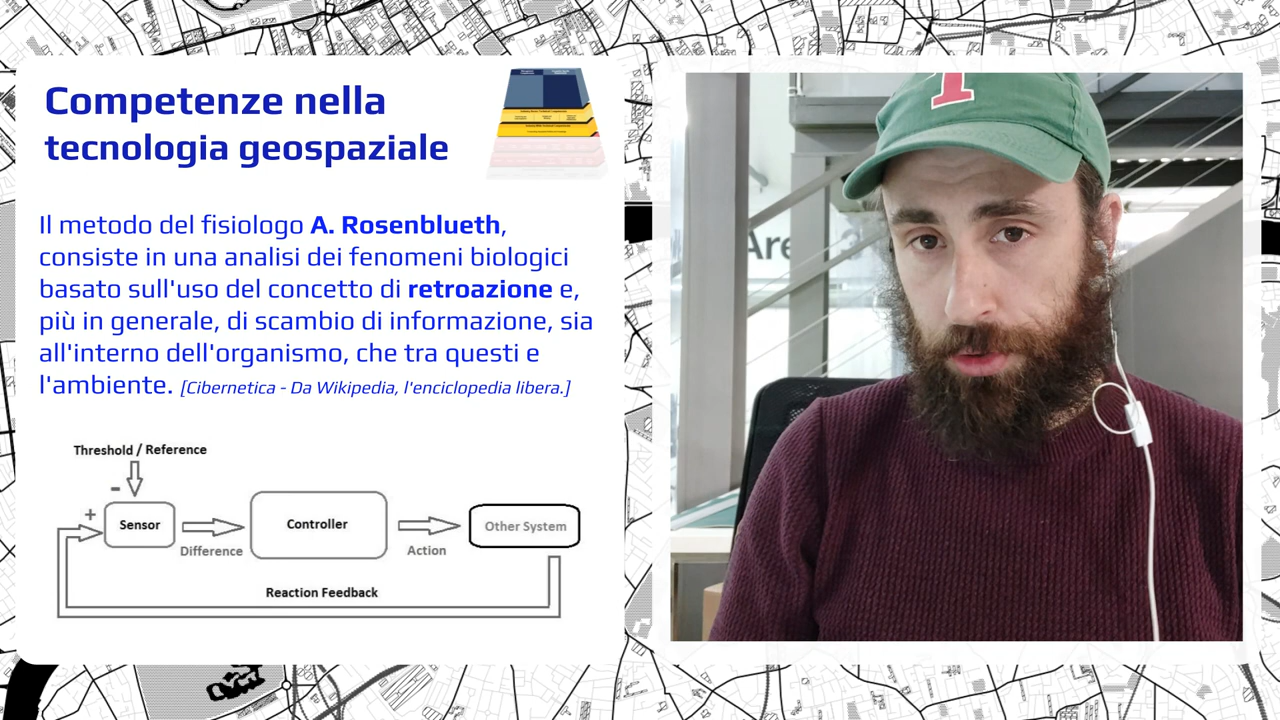 Competenze nella
tecnologia geospaziale
Il metodo del fisiologo A. Rosenblueth,
consiste in una analisi dei fenomeni biologici
basato sull'uso del concetto di retroazione e,
più in generale, di scambio di informazione, sia
all'interno dell'organismo, che tra questi e
l'ambiente. [Cibernetica - Da Wikipedia, l'enciclopedia libera.]
Threshold / Reference
-
+
Sensor
Difference
Controller
Action
Other System
Reaction Feedback
Are